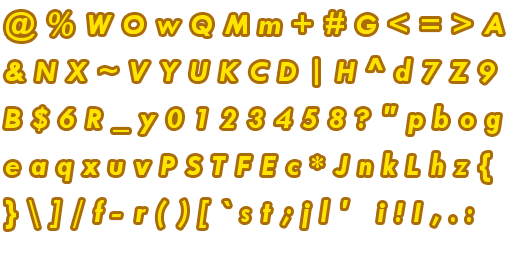 @ % W O w Q M m + # G < = > A
& N X ~ V Y U K C D | H ^ d 7 Z 9
B $ 6 R _ y 0 1 2 3 4 5 8 ? " p b o g
e a q x u v P S T F E c * J n k L h z {
} \ ] / f - r ( ) [ ` s t ; j l ' i ! I , . :